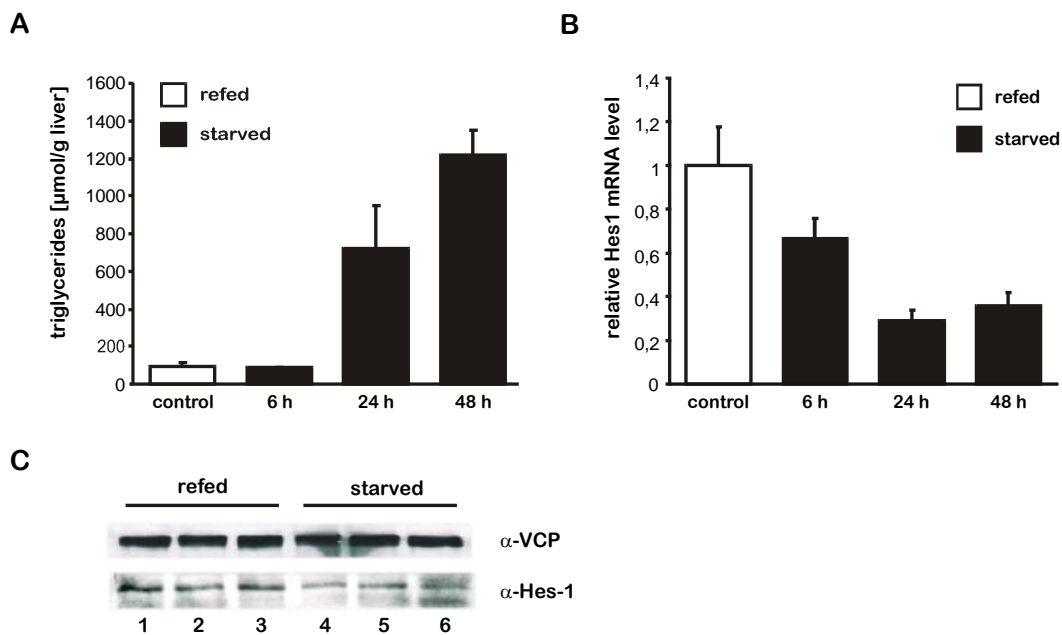 A
triglycerides [µmol/g liver]
1600
1400
1200
1000
800
600
400
200
0
refed
starved
control 6 h 24 h 48 h
B
relative Hes1 mRNA level
1,4
1,2
1
0,8
0,6
0,4
0,2
0
refed
starved
control 6 h 24 h 48 h
C
refed starved
α-VCP
α-Hes-1
1 2 3 4 5 6